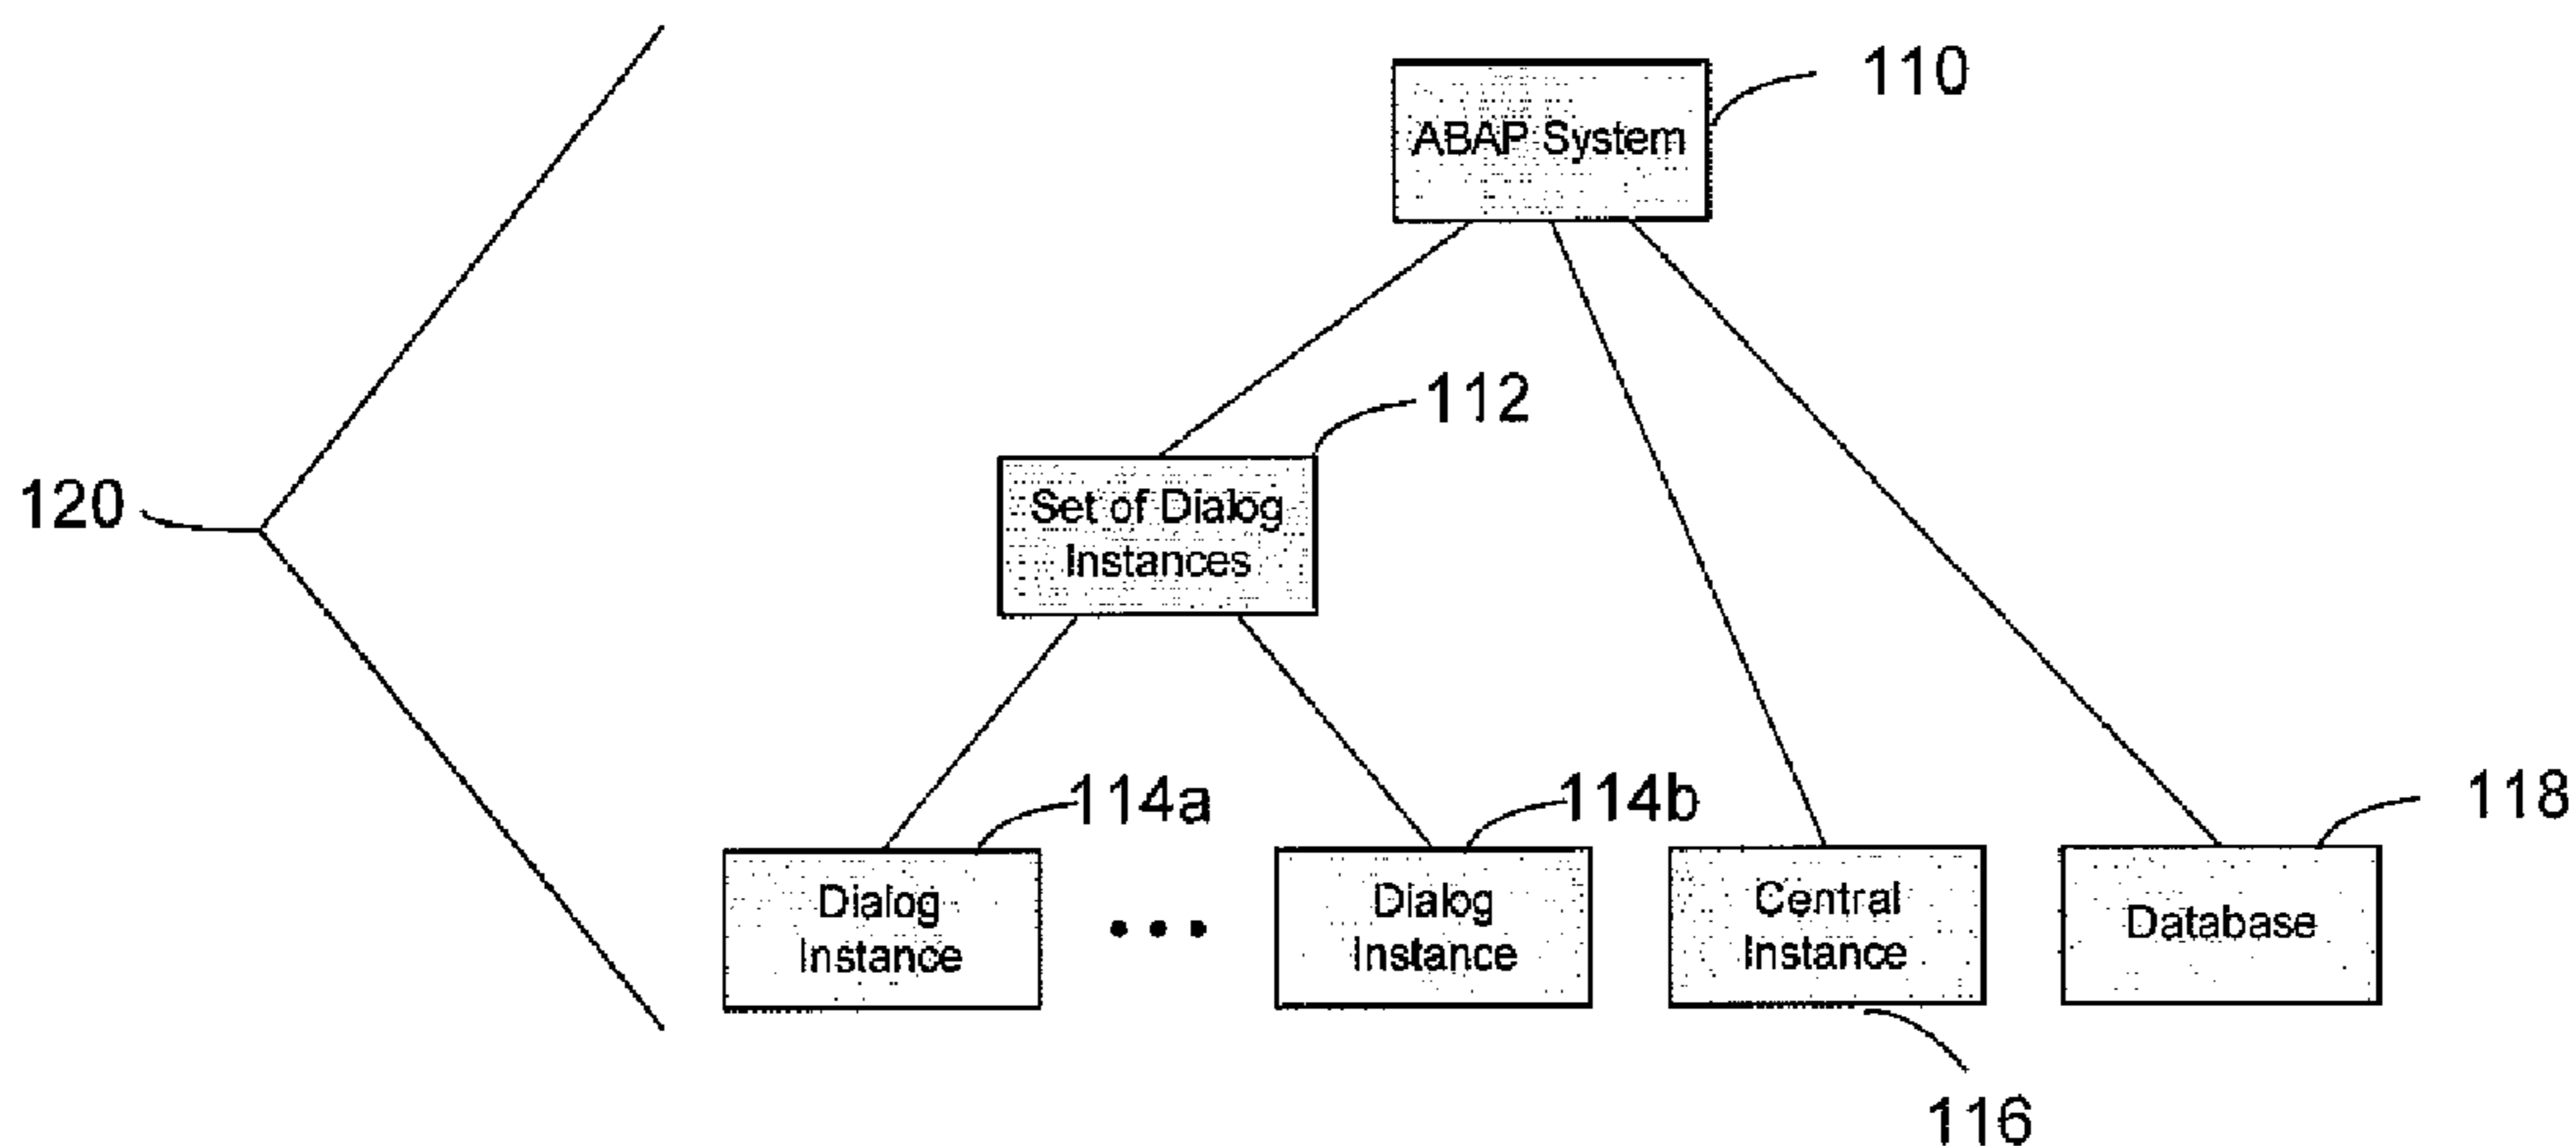 110
ABAP System
112
Set of Dialog
Instances
120
114a
114b
118
Dialog
Instance
Dialog
Instance
Central
Instance
Database
116